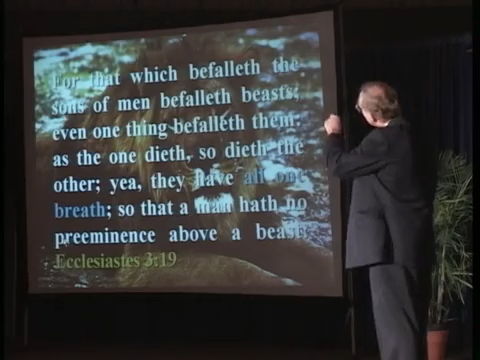 For that which befalleth the
sons of men befalleth beasts;
even one thing befalleth them:
as the one dieth, so dieth the
other; yea, they have all one
breath; so that a man hath no
preeminence above a beast:
Ecclesiastes 3:19